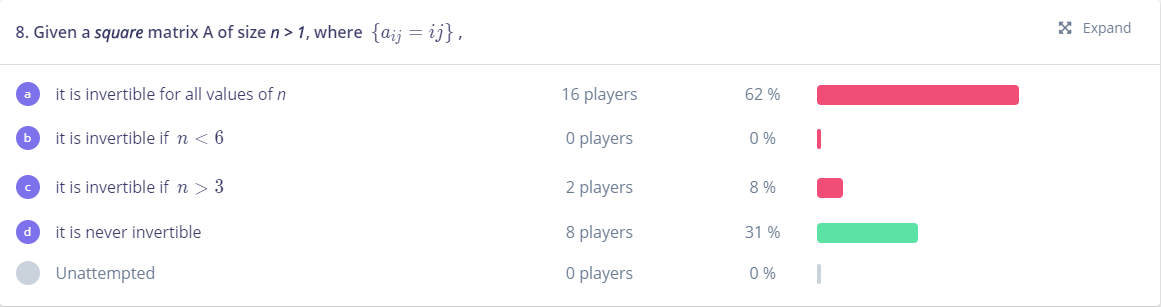 8. Given a square matrix A of size n > 1, where {a_ij = ij},
Expand
a it is invertible for all values of n 16 players 62 %
b it is invertible if n < 6 0 players 0 %
c it is invertible if n > 3 2 players 8 %
d it is never invertible 8 players 31 %
Unattempted 0 players 0 %